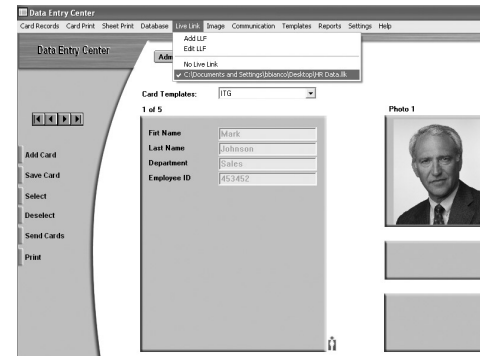 Data Entry Center
Card Records Card Print Sheet Print Database Live Link Image Communication Templates Reports Settings Help
Add LLF
Edit LLF
No Live Link
C:\Documents and Settings\bbianco\Desktop\HR Data.llk
Data Entry Center
Adm
Card Templates: ITG
1 of 5
Photo 1
Firt Name Mark
Last Name Johnson
Department Sales
Employee ID 453452
Add Card
Save Card
Select
Deselect
Send Cards
Print